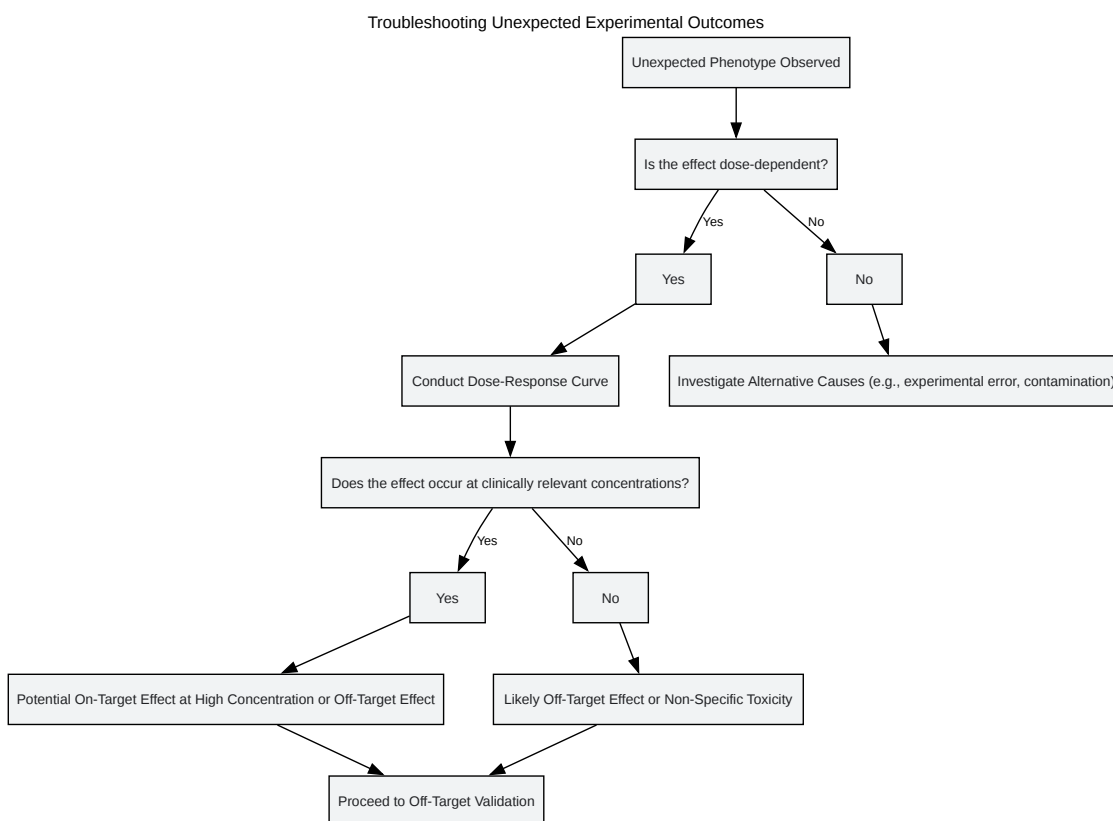 Troubleshooting Unexpected Experimental Outcomes
Unexpected Phenotype Observed
Is the effect dose-dependent?
Yes
No
Yes
No
Conduct Dose-Response Curve
Investigate Alternative Causes (e.g., experimental error, contamination)
Does the effect occur at clinically relevant concentrations?
Yes
No
Yes
No
Potential On-Target Effect at High Concentration or Off-Target Effect
Likely Off-Target Effect or Non-Specific Toxicity
Proceed to Off-Target Validation